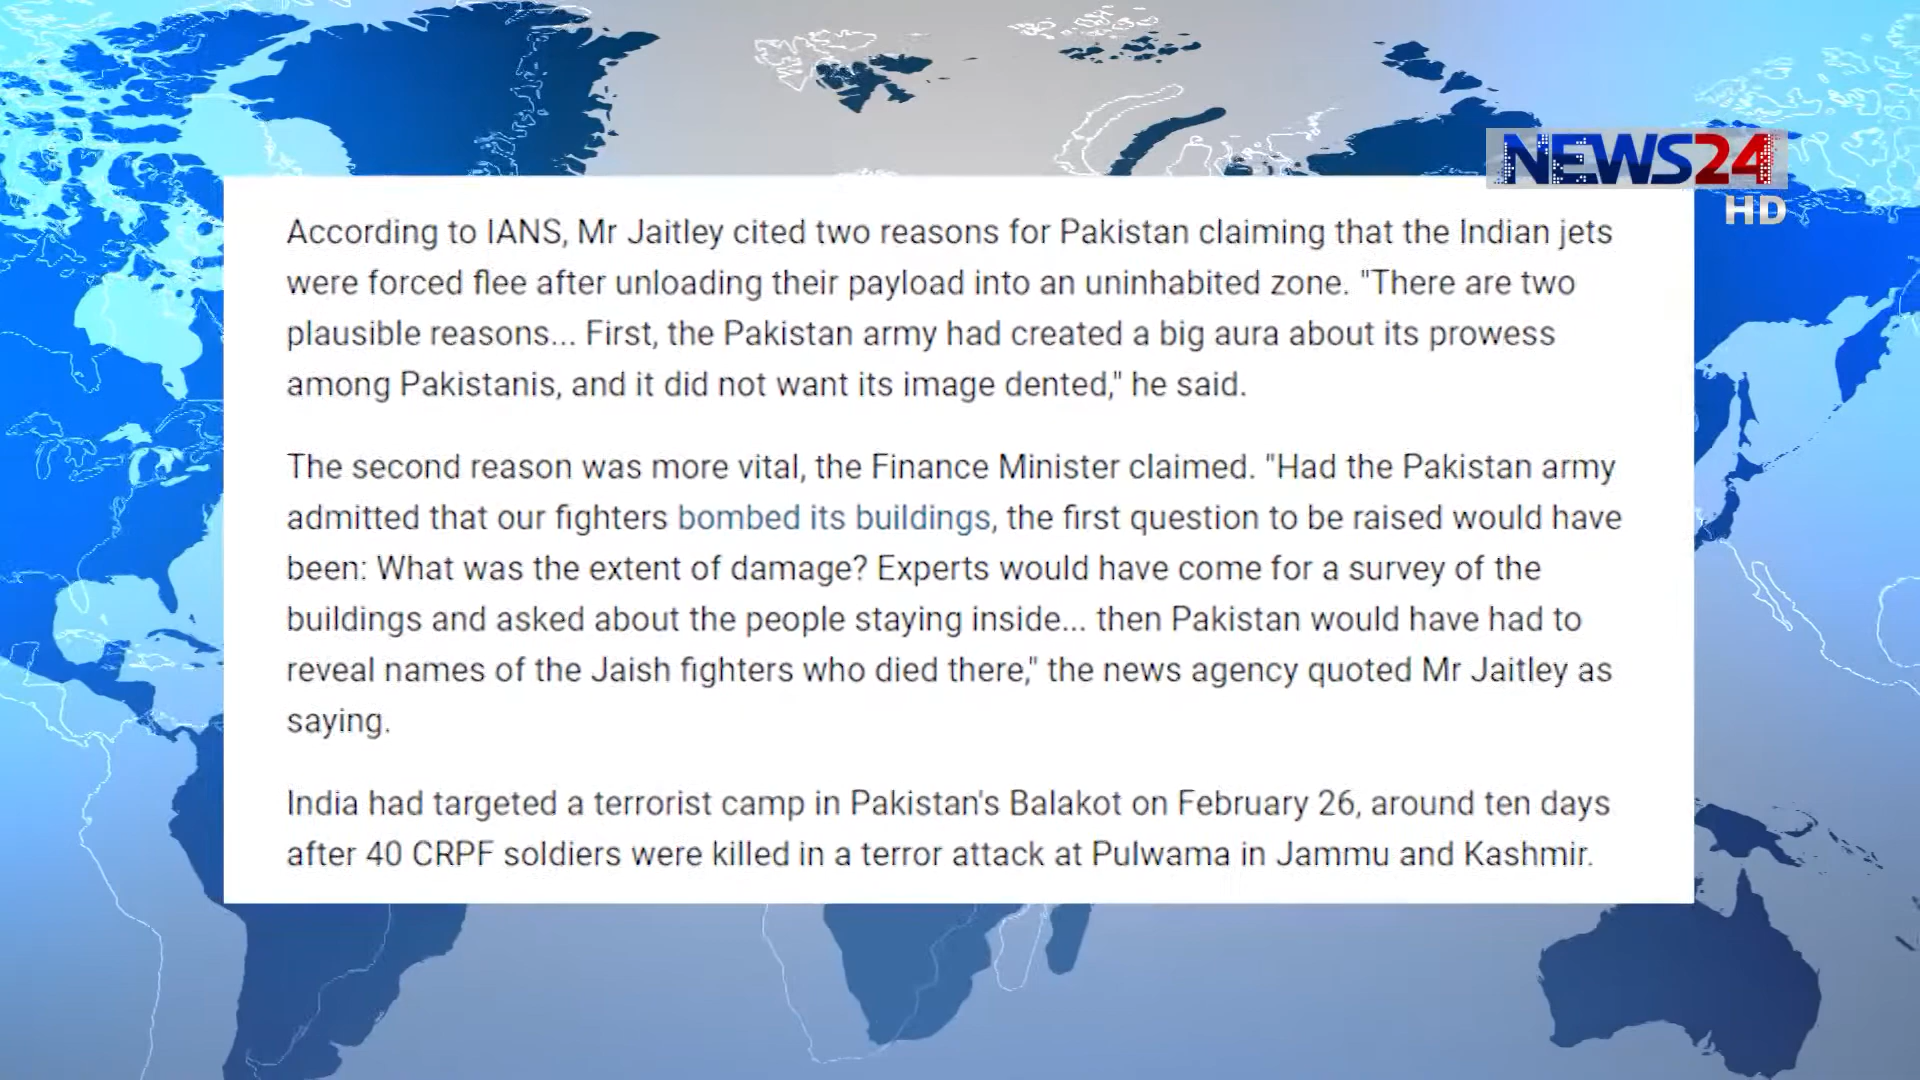 NEWS24
HD
According to IANS, Mr Jaitley cited two reasons for Pakistan claiming that the Indian jets
were forced flee after unloading their payload into an uninhabited zone. "There are two
plausible reasons... First, the Pakistan army had created a big aura about its prowess
among Pakistanis, and it did not want its image dented," he said.
The second reason was more vital, the Finance Minister claimed. "Had the Pakistan army
admitted that our fighters bombed its buildings, the first question to be raised would have
been: What was the extent of damage? Experts would have come for a survey of the
buildings and asked about the people staying inside... then Pakistan would have had to
reveal names of the Jaish fighters who died there," the news agency quoted Mr Jaitley as
saying.
India had targeted a terrorist camp in Pakistan's Balakot on February 26, around ten days
after 40 CRPF soldiers were killed in a terror attack at Pulwama in Jammu and Kashmir.